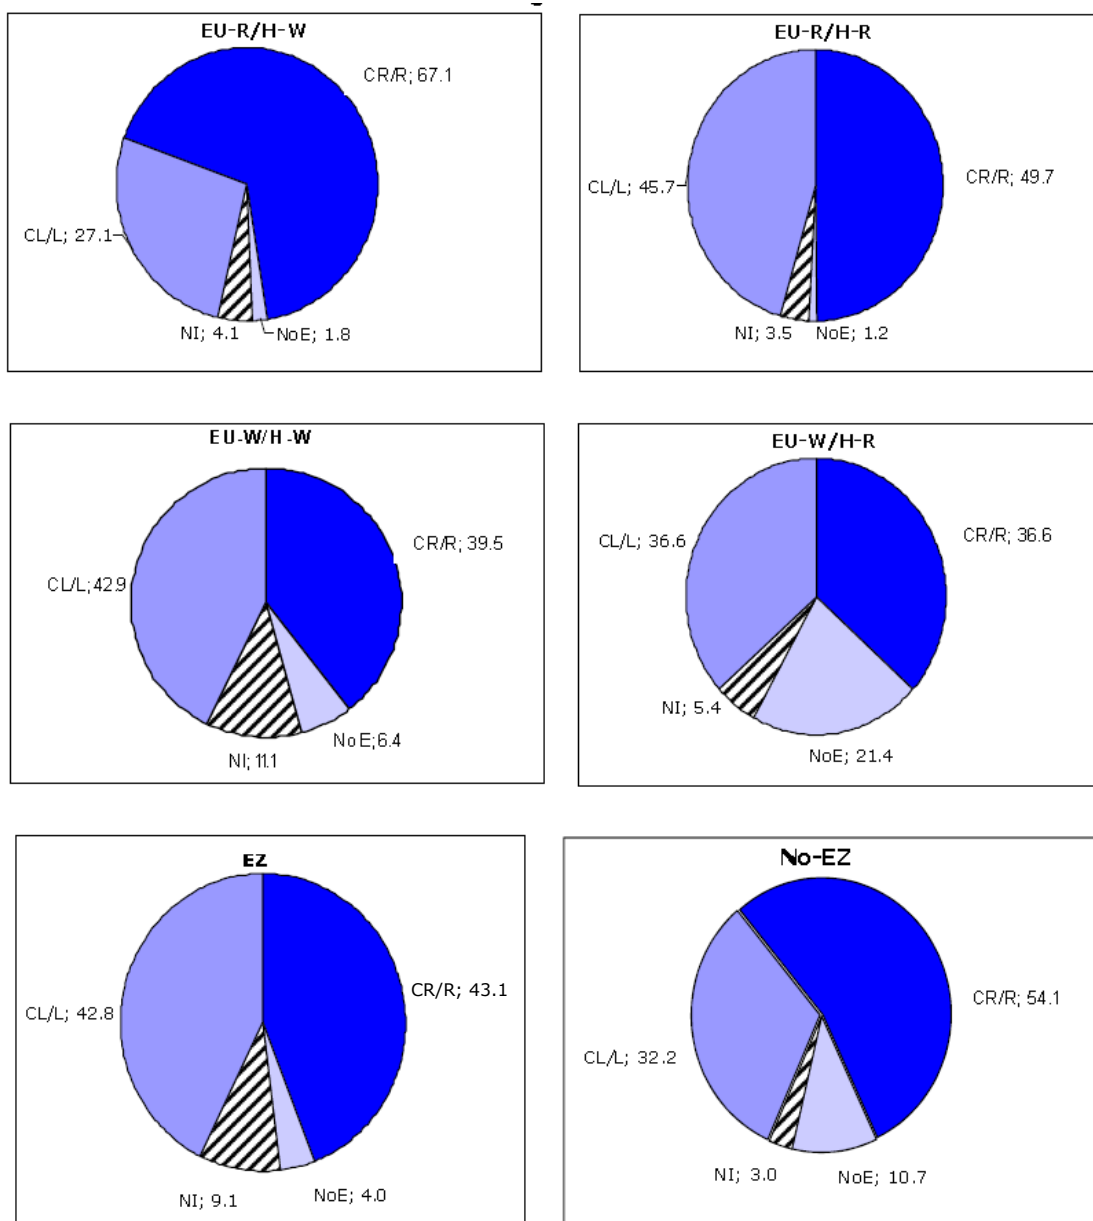 EU-R/H-W
CR/R; 67.1
CL/L; 27.1
NI; 4.1
NoE; 1.8
EU-R/H-R
CL/L; 45.7
CR/R; 49.7
NI; 3.5
NoE; 1.2
EU-W/H-W
CR/R; 39.5
CL/L; 42.9
NoE; 6.4
NI; 11.1
EU-W/H-R
CL/L; 36.6
CR/R; 36.6
NI; 5.4
NoE; 21.4
EZ
CR/R; 43.1
CL/L; 42.8
NI; 9.1
NoE; 4.0
No-EZ
CR/R; 54.1
CL/L; 32.2
NI; 3.0
NoE; 10.7